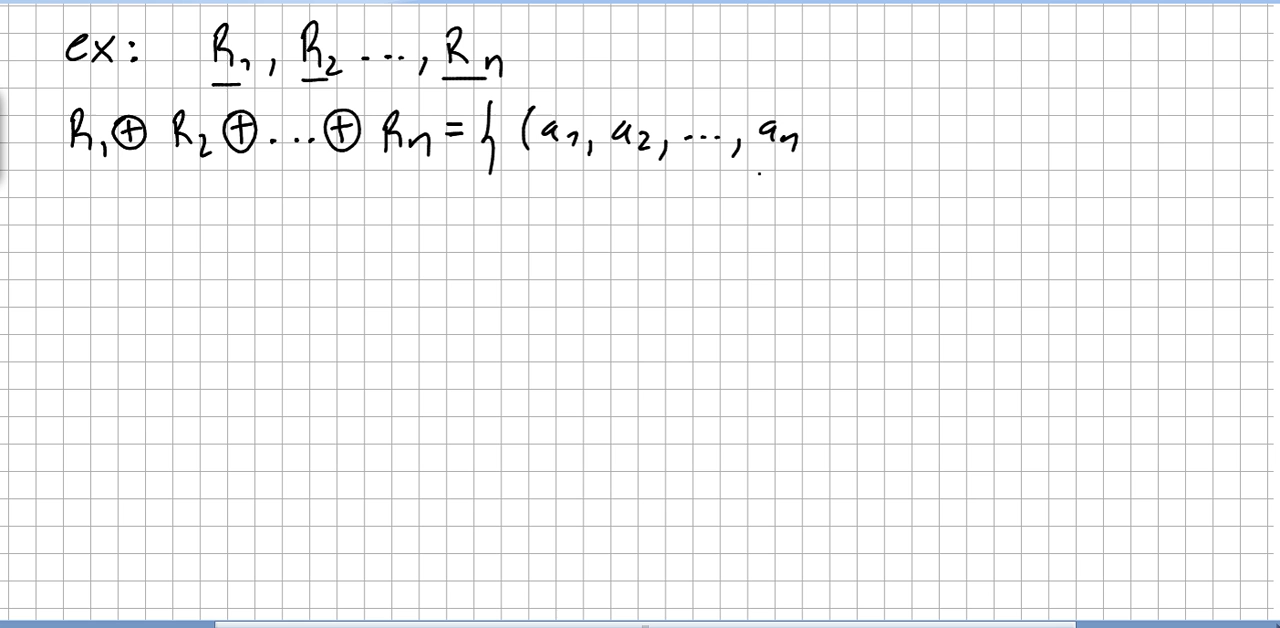 ex: R₁, R₂ ..., Rn
R₁ ⊕ R₂ ⊕ ... ⊕ Rn = { (a₁, a₂, ..., an